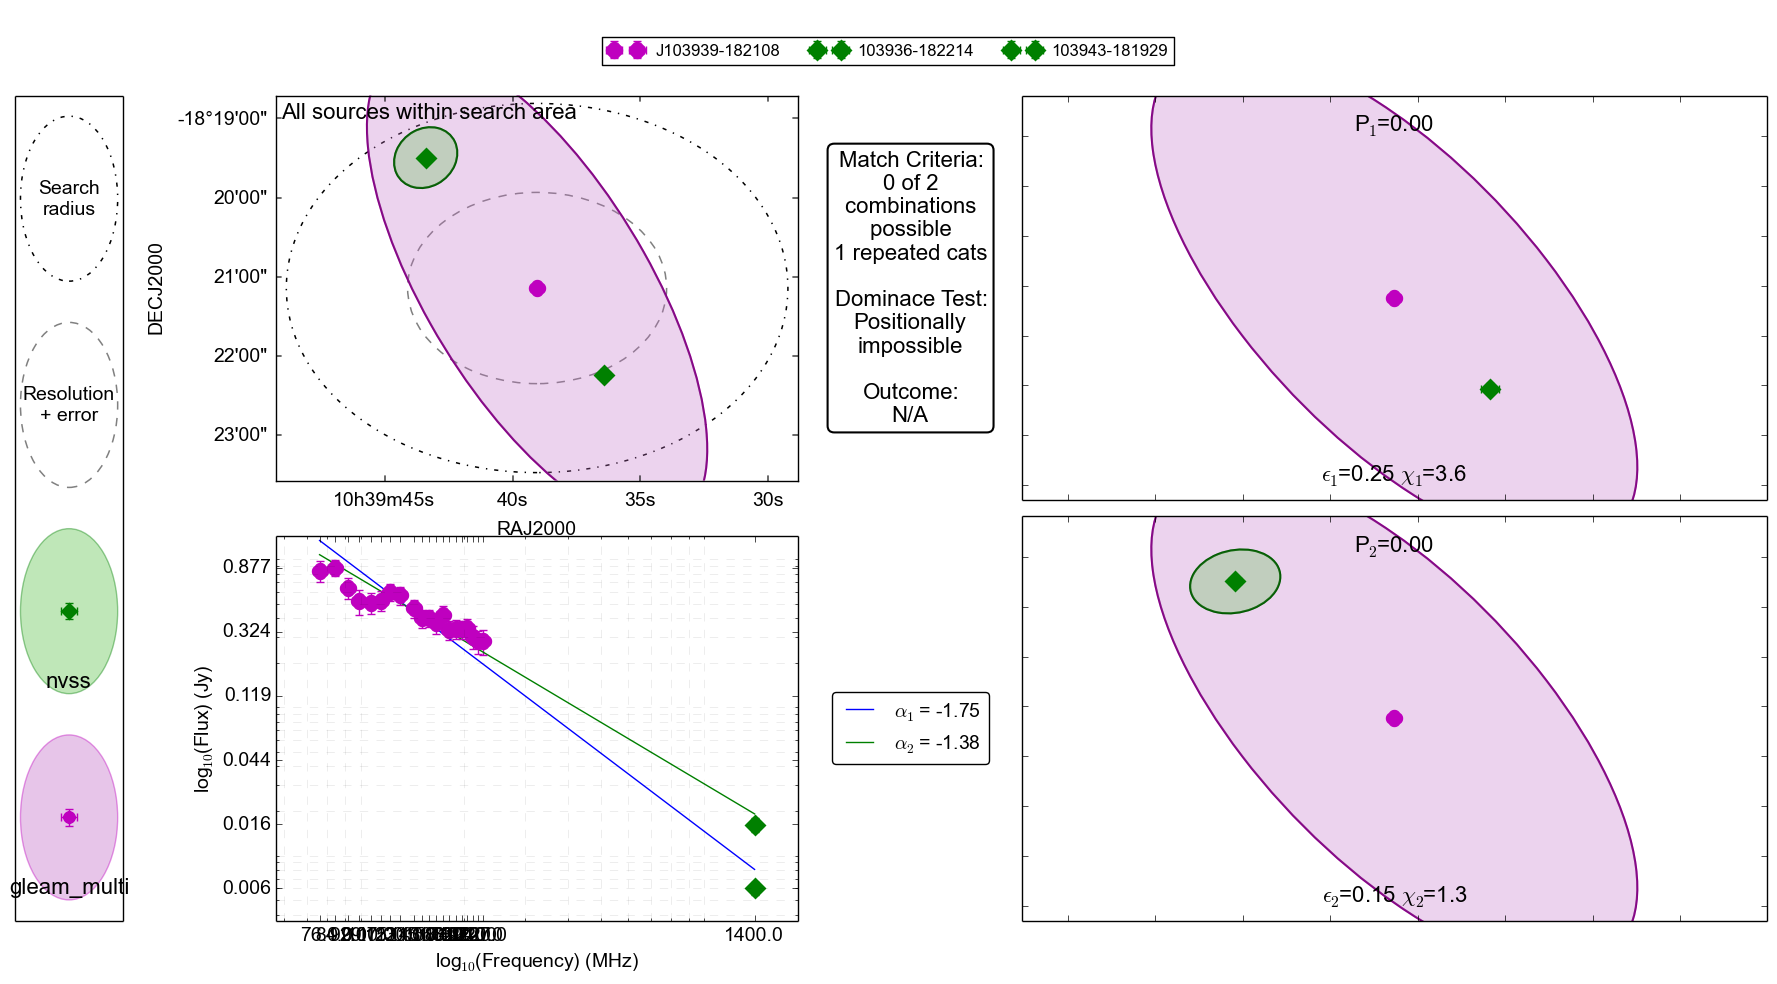 J103939-182108 103936-182214 103943-181929
Search
radius
Resolution
+ error
nvss
gleam_multi
All sources within search area
-18°19'00"
20'00"
21'00"
22'00"
23'00"
DECJ2000
10h39m45s 40s 35s 30s
RAJ2000
Match Criteria:
0 of 2
combinations
possible
1 repeated cats
Dominace Test:
Positionally
impossible
Outcome:
N/A
P1=0.00
ϵ1=0.25 χ1=3.6
0.877
0.324
0.119
0.044
0.016
0.006
log10(Flux) (Jy)
1400.0
log10(Frequency) (MHz)
α1 = -1.75
α2 = -1.38
P2=0.00
ϵ2=0.15 χ2=1.3